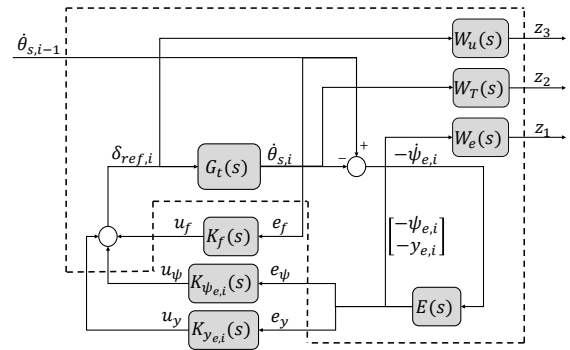 W_u(s) z_3
θ̇_{s,i−1}
W_T(s) z_2
W_e(s) z_1
δ_{ref,i} G_t(s) θ̇_{s,i} − + −ψ̇_{e,i}
u_f K_f(s) e_f
[−ψ_{e,i}
−y_{e,i}]
u_ψ K_{ψ_{e,i}}(s) e_ψ
E(s)
u_y K_{y_{e,i}}(s) e_y